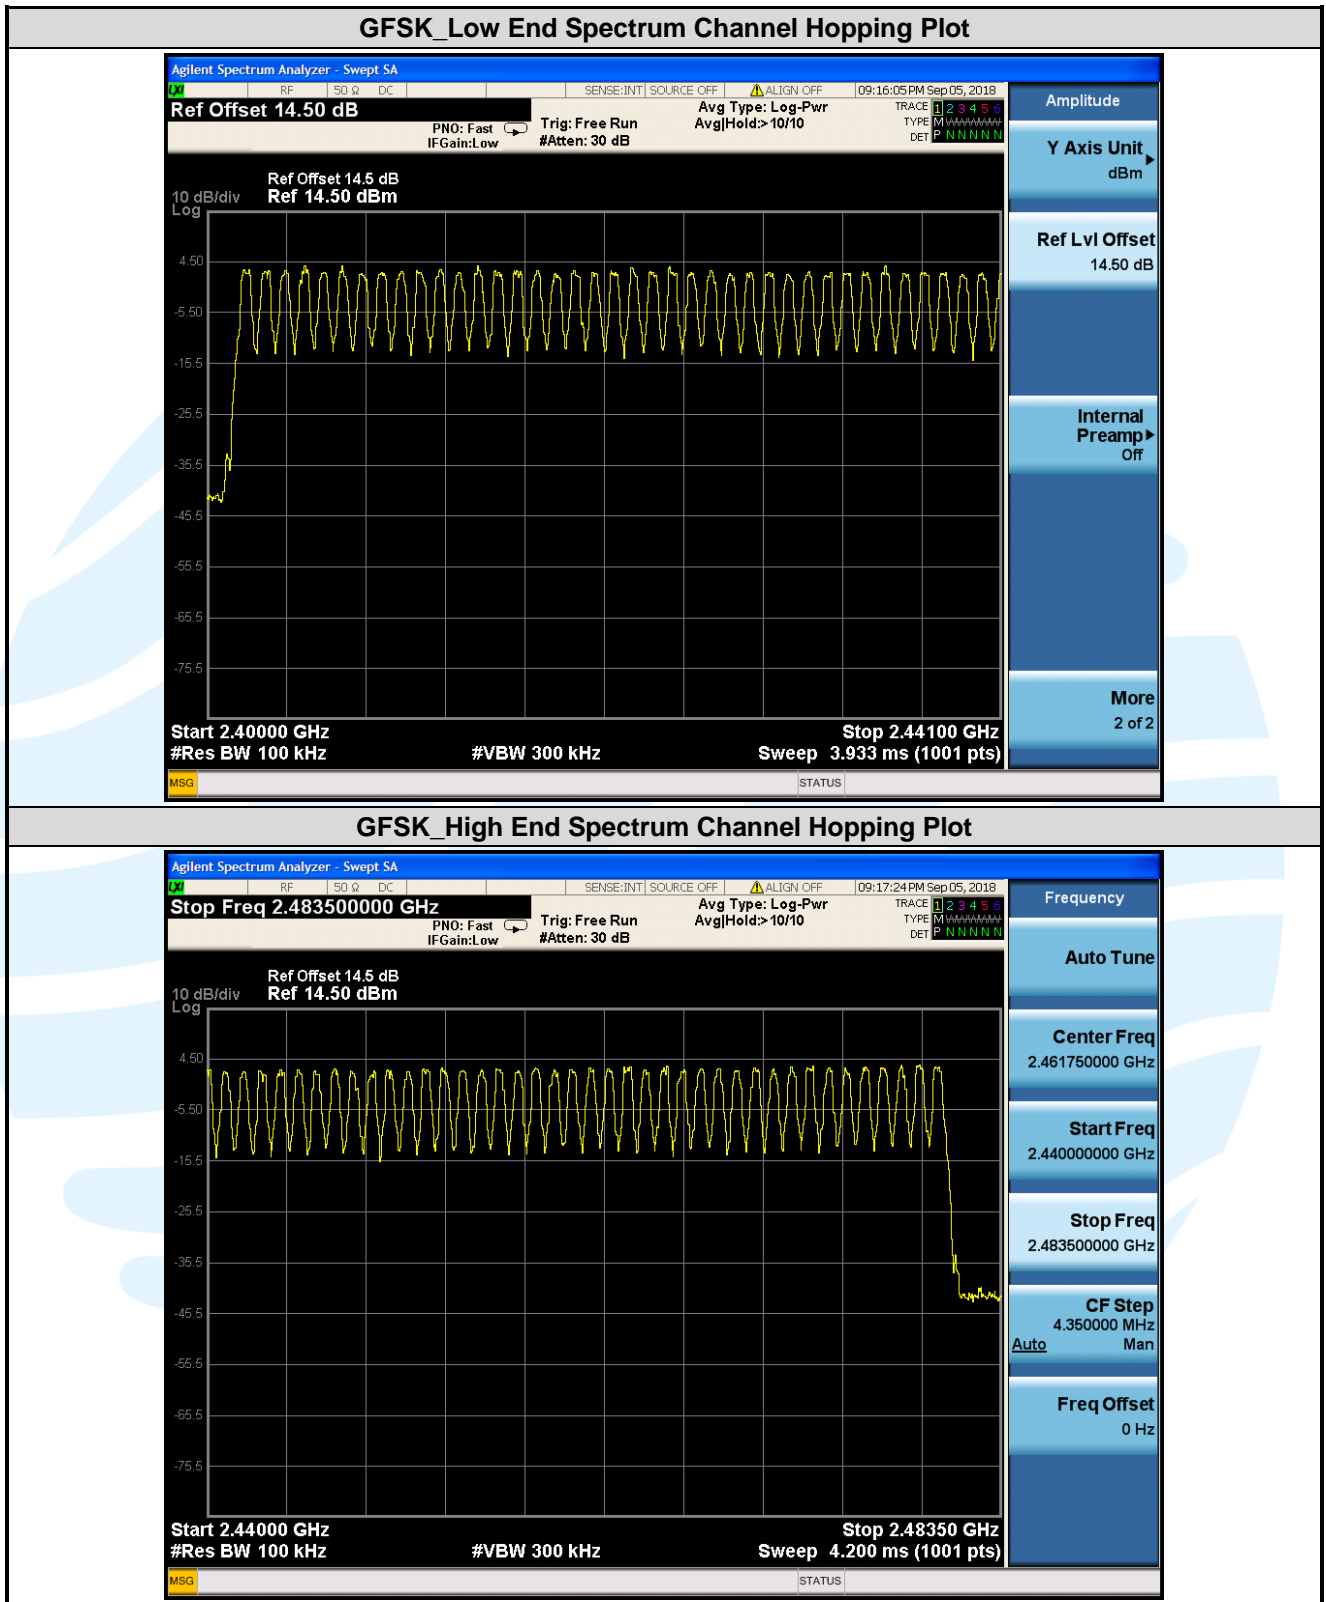 GFSK_Low End Spectrum Channel Hopping Plot
Agilent Spectrum Analyzer - Swept SA
LXI RF 50 Ω DC SENSE:INT SOURCE OFF ALIGN OFF 09:16:05 PM Sep 05, 2018
Ref Offset 14.50 dB
PNO: Fast
IFGain:Low
Trig: Free Run
#Atten: 30 dB
Avg Type: Log-Pwr
Avg|Hold:>10/10
TRACE 1 2 3 4 5 6
TYPE M WWWWW
DET P N N N N N
Ref Offset 14.5 dB
10 dB/div Ref 14.50 dBm
Log
4.50
-5.50
-15.5
-25.5
-35.5
-45.5
-55.5
-65.5
-75.5
Start 2.40000 GHz Stop 2.44100 GHz
#Res BW 100 kHz #VBW 300 kHz Sweep 3.933 ms (1001 pts)
MSG STATUS
Amplitude
Y Axis Unit
dBm
Ref Lvl Offset
14.50 dB
Internal
Preamp
Off
More
2 of 2
GFSK_High End Spectrum Channel Hopping Plot
Agilent Spectrum Analyzer - Swept SA
LXI RF 50 Ω DC SENSE:INT SOURCE OFF ALIGN OFF 09:17:24 PM Sep 05, 2018
Stop Freq 2.483500000 GHz
PNO: Fast
IFGain:Low
Trig: Free Run
#Atten: 30 dB
Avg Type: Log-Pwr
Avg|Hold:>10/10
TRACE 1 2 3 4 5 6
TYPE M WWWWW
DET P N N N N N
Ref Offset 14.5 dB
10 dB/div Ref 14.50 dBm
Log
4.50
-5.50
-15.5
-25.5
-35.5
-45.5
-55.5
-65.5
-75.5
Start 2.44000 GHz Stop 2.48350 GHz
#Res BW 100 kHz #VBW 300 kHz Sweep 4.200 ms (1001 pts)
MSG STATUS
Frequency
Auto Tune
Center Freq
2.461750000 GHz
Start Freq
2.440000000 GHz
Stop Freq
2.483500000 GHz
CF Step
4.350000 MHz
Auto Man
Freq Offset
0 Hz